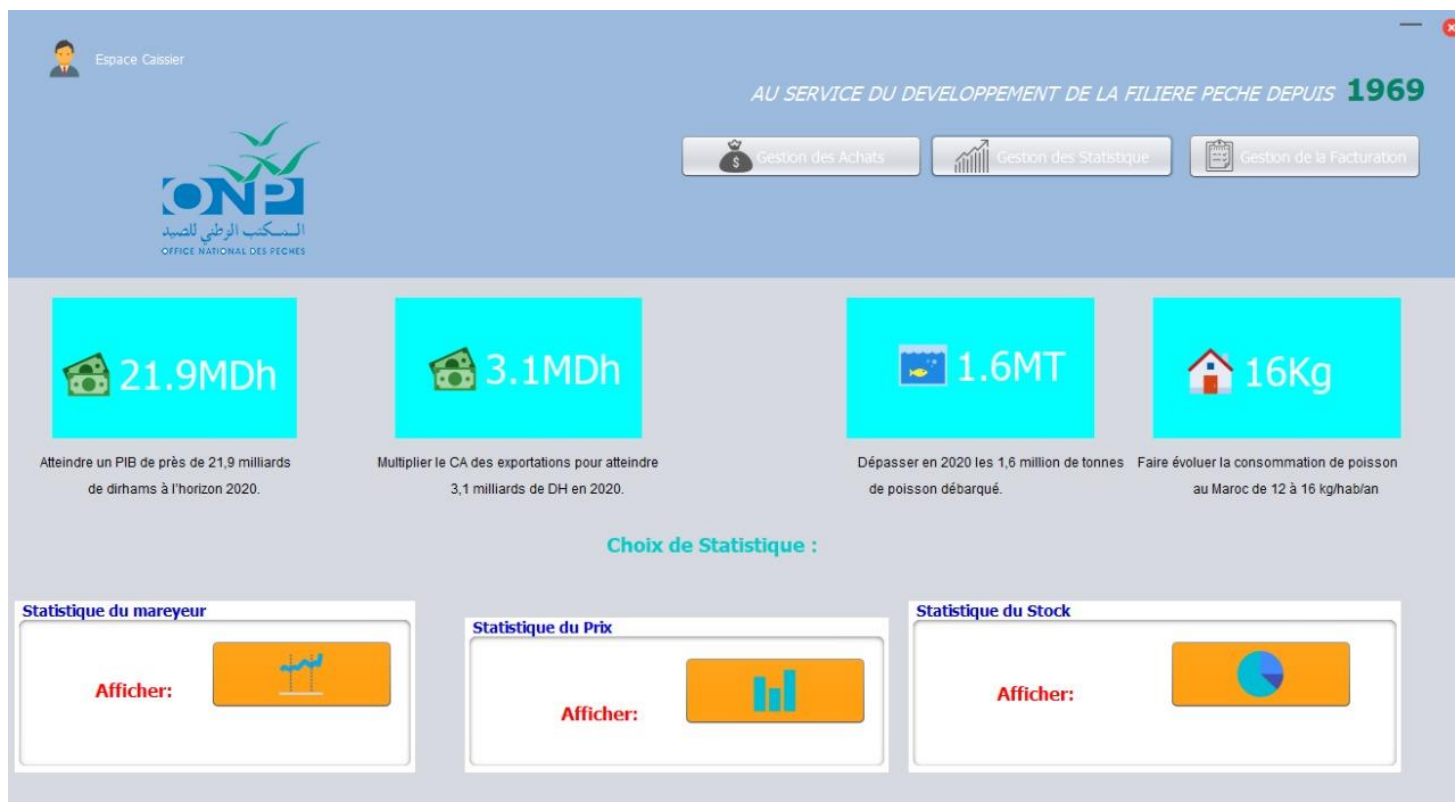 Espace Caissier
AU SERVICE DU DEVELOPPEMENT DE LA FILIERE PECHE DEPUIS 1969
Gestion des Achats
Gestion des Statistique
Gestion de la Facturation
ONP
المكتب الوطني للصيد
OFFICE NATIONAL DES PECHES
21.9MDh
3.1MDh
1.6MT
16Kg
Atteindre un PIB de près de 21,9 milliards
de dirhams à l'horizon 2020.
Multiplier le CA des exportations pour atteindre
3,1 milliards de DH en 2020.
Dépasser en 2020 les 1,6 million de tonnes
de poisson débarqué.
Faire évoluer la consommation de poisson
au Maroc de 12 à 16 kg/hab/an
Choix de Statistique :
Statistique du mareyeur
Afficher:
Statistique du Prix
Afficher:
Statistique du Stock
Afficher: